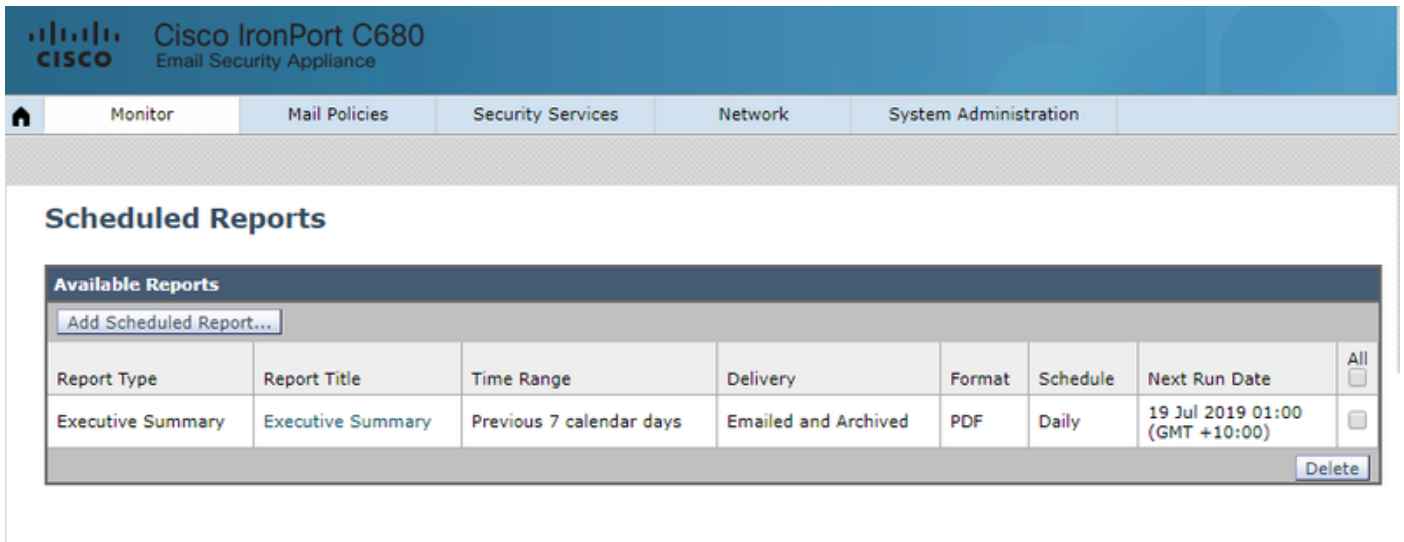 Cisco IronPort C680
CISCO Email Security Appliance
Monitor Mail Policies Security Services Network System Administration
Scheduled Reports
Available Reports
Add Scheduled Report...
Report Type Report Title Time Range Delivery Format Schedule Next Run Date All
Executive Summary Executive Summary Previous 7 calendar days Emailed and Archived PDF Daily 19 Jul 2019 01:00
(GMT +10:00)
Delete